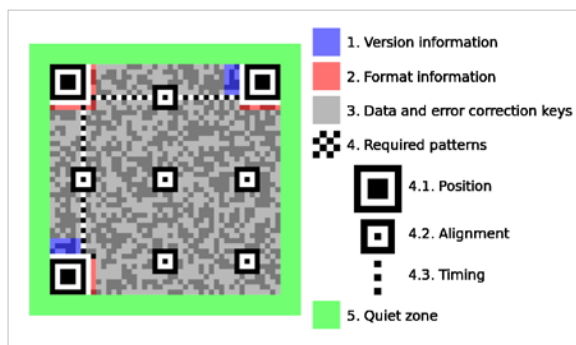 1. Version information
2. Format information
3. Data and error correction keys
4. Required patterns
4.1. Position
4.2. Alignment
4.3. Timing
5. Quiet zone